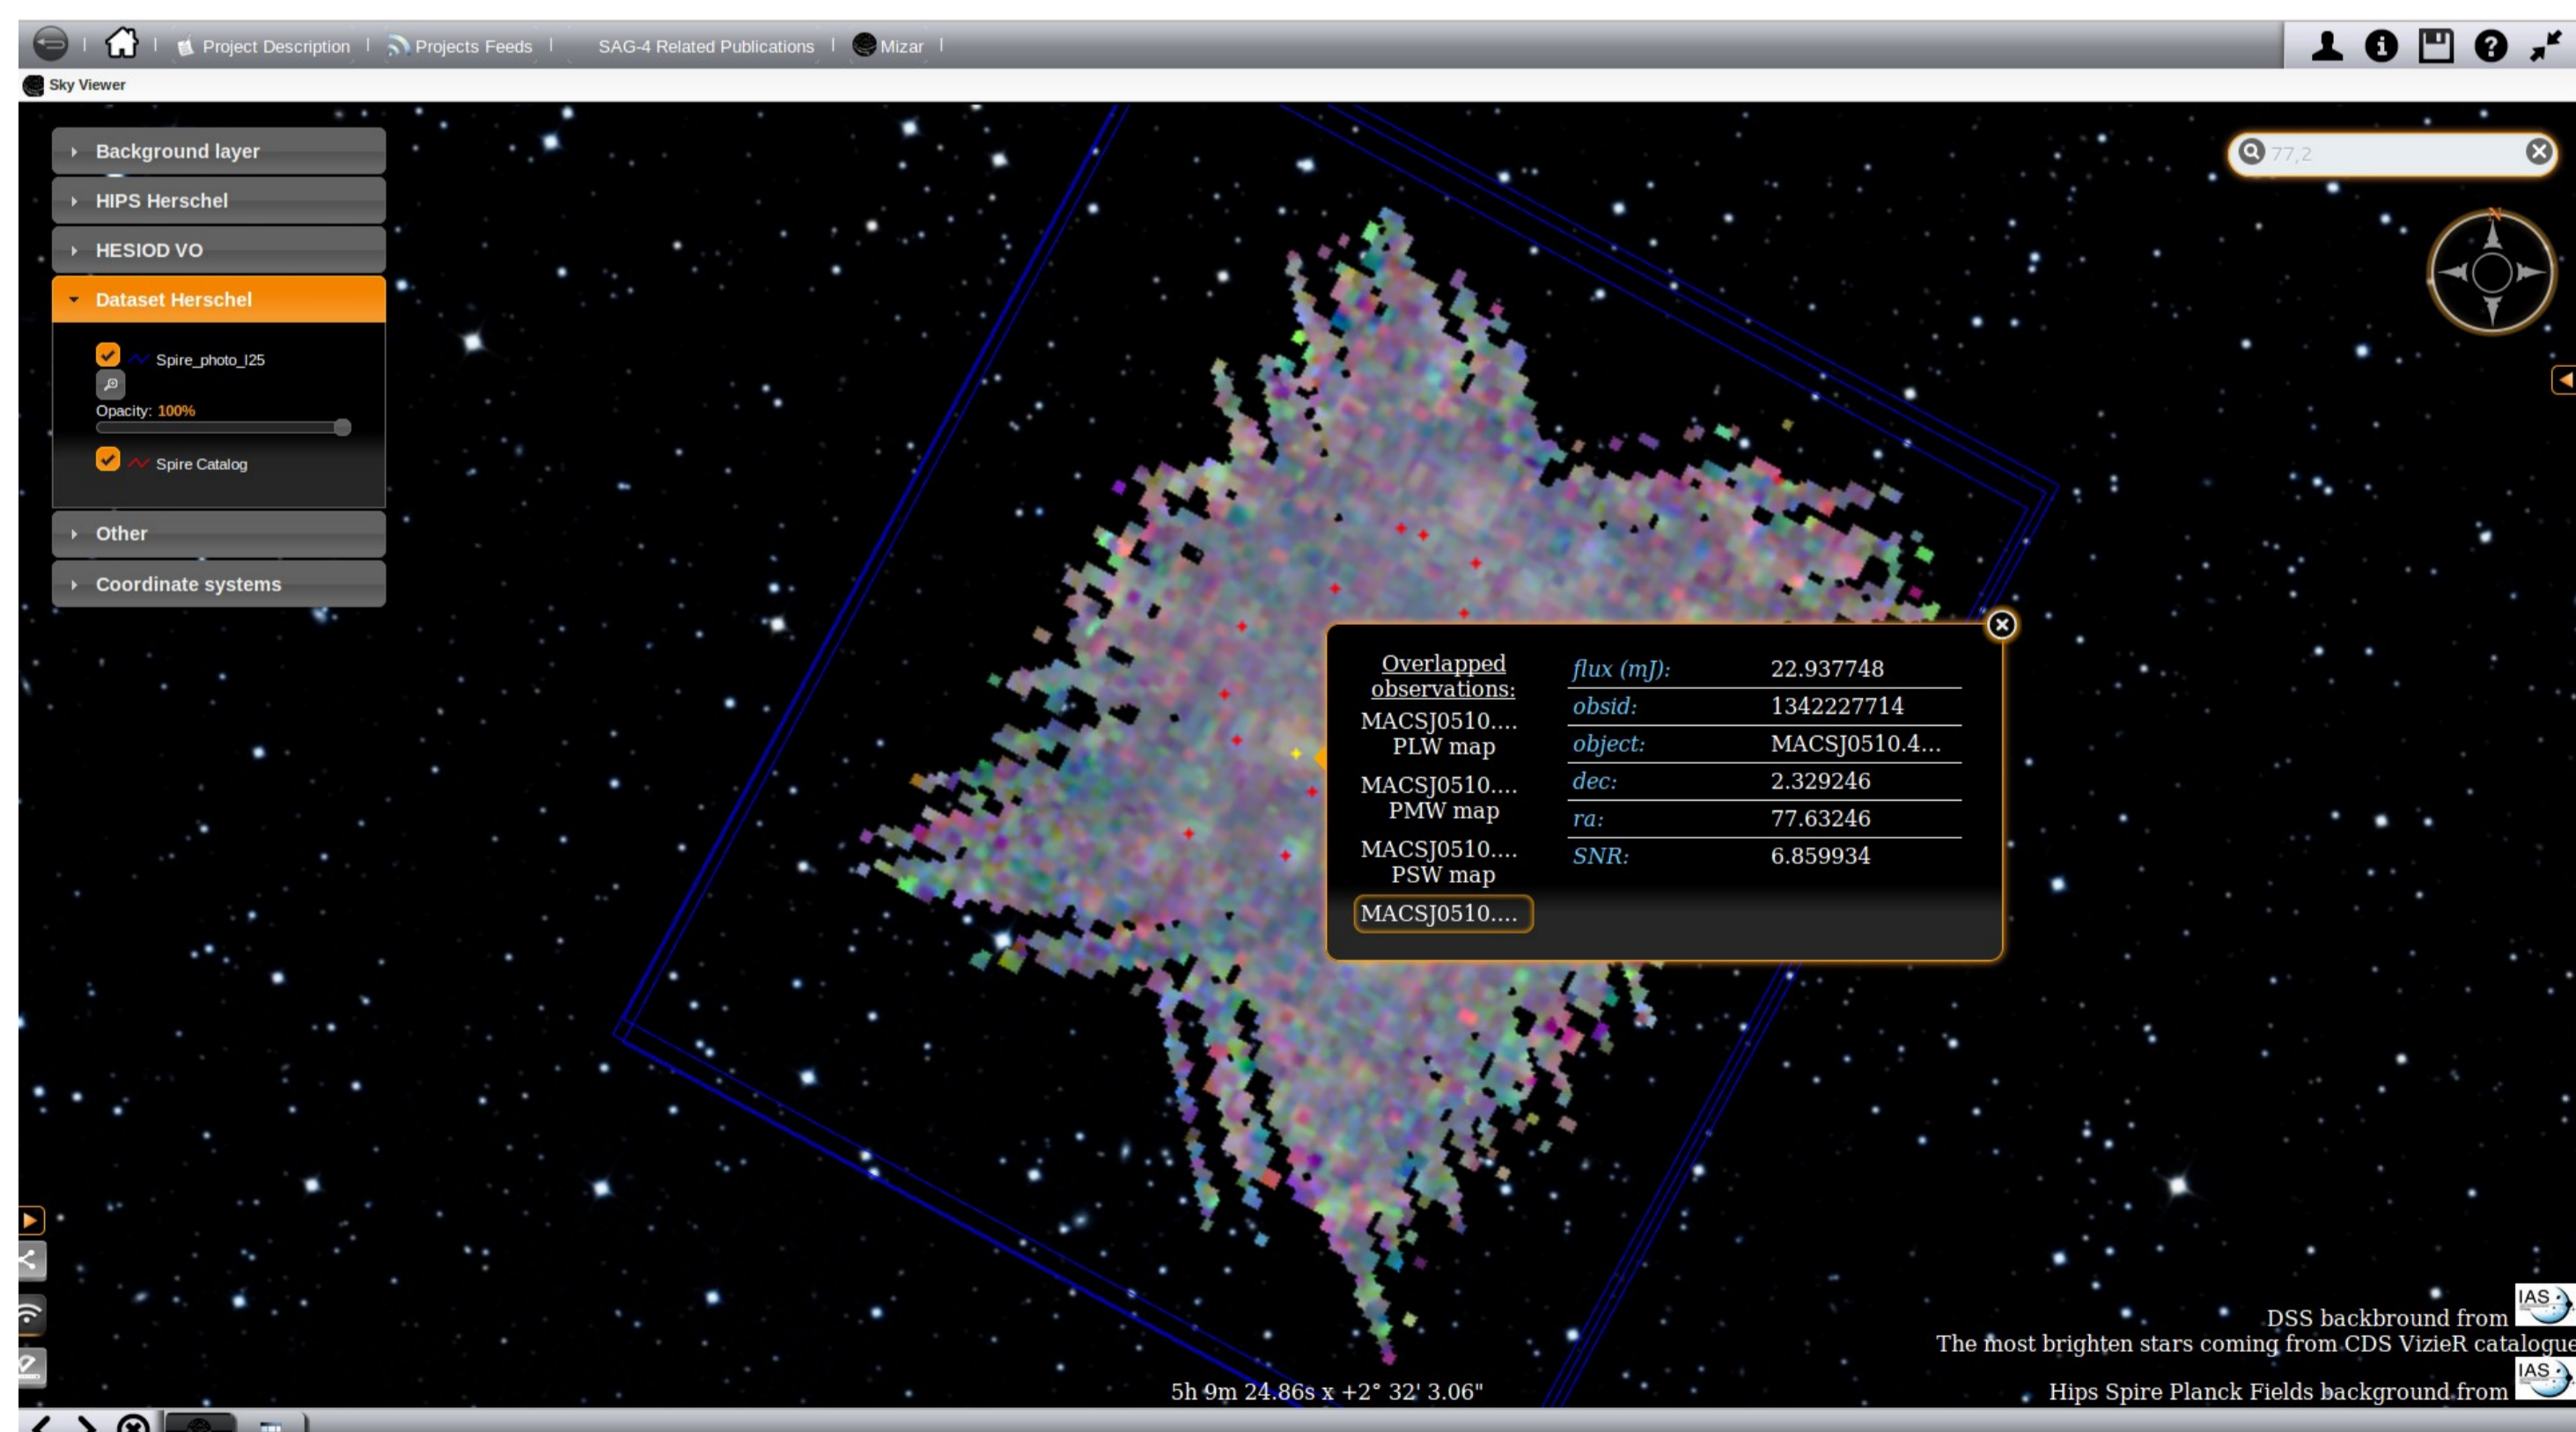 Project Description
Projects Feeds
SAG-4 Related Publications
Mizar
Sky Viewer
Background layer
HIPS Herschel
HESIOD VO
Dataset Herschel
Spire_photo_l25
Opacity: 100%
Spire Catalog
Other
Coordinate systems
77,2
N
Overlapped
observations:
MACSJ0510....
PLW map
MACSJ0510....
PMW map
MACSJ0510....
PSW map
MACSJ0510....
flux (mJ): 22.937748
obsid: 1342227714
object: MACSJ0510.4...
dec: 2.329246
ra: 77.63246
SNR: 6.859934
IAS
DSS backbround from
The most brighten stars coming from CDS VizieR catalogue
IAS
Hips Spire Planck Fields background from
5h 9m 24.86s x +2° 32' 3.06"